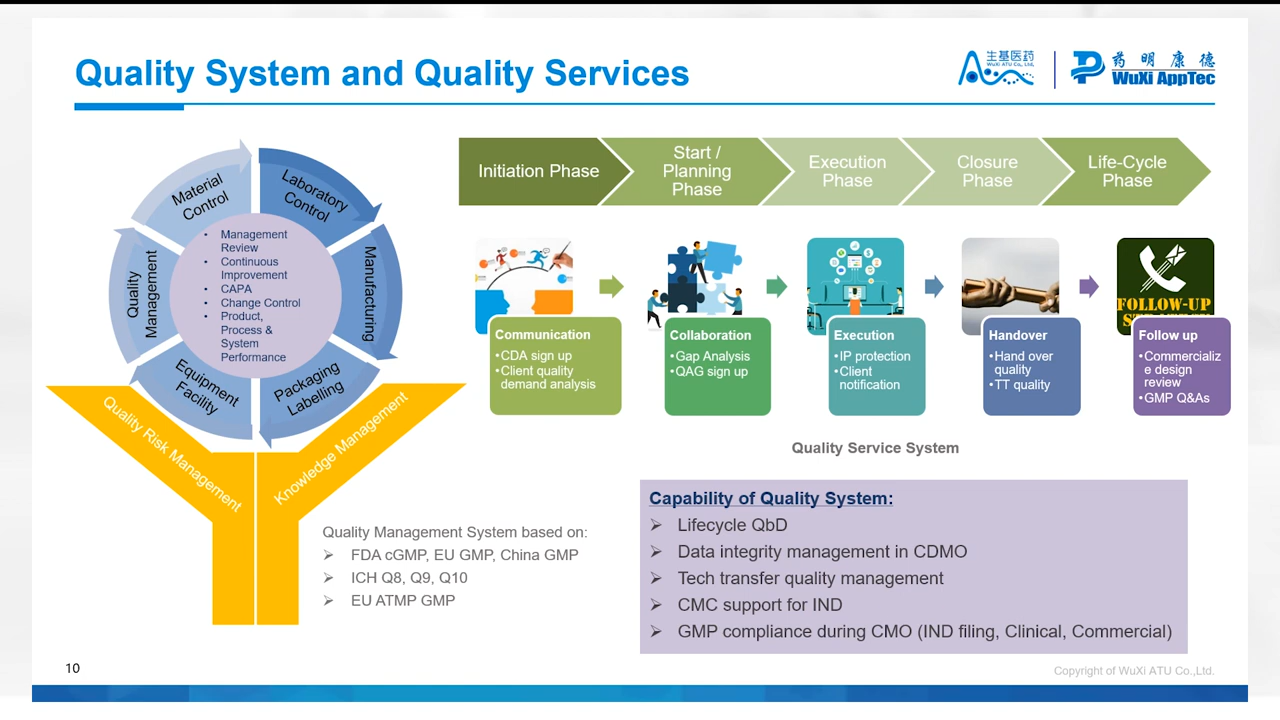 Quality System and Quality Services
生基医药
WuXi ATU Co., Ltd.
药明康德
WuXi AppTec
Material
Control
Laboratory
Control
Manufacturing
Packaging
Labelling
Equipment
Facility
Quality
Management
• Management
Review
• Continuous
Improvement
• CAPA
• Change Control
• Product,
Process &
System
Performance
Quality Risk Management
Knowledge Management
Quality Management System based on:
➢ FDA cGMP, EU GMP, China GMP
➢ ICH Q8, Q9, Q10
➢ EU ATMP GMP
Initiation Phase
Start /
Planning
Phase
Execution
Phase
Closure
Phase
Life-Cycle
Phase
Communication
•CDA sign up
•Client quality
demand analysis
Collaboration
•Gap Analysis
•QAG sign up
Execution
•IP protection
•Client
notification
Handover
•Hand over
quality
•TT quality
FOLLOW-UP
Follow up
•Commercializ
e design
review
•GMP Q&As
Quality Service System
Capability of Quality System:
➢ Lifecycle QbD
➢ Data integrity management in CDMO
➢ Tech transfer quality management
➢ CMC support for IND
➢ GMP compliance during CMO (IND filing, Clinical, Commercial)
10
Copyright of WuXi ATU Co.,Ltd.